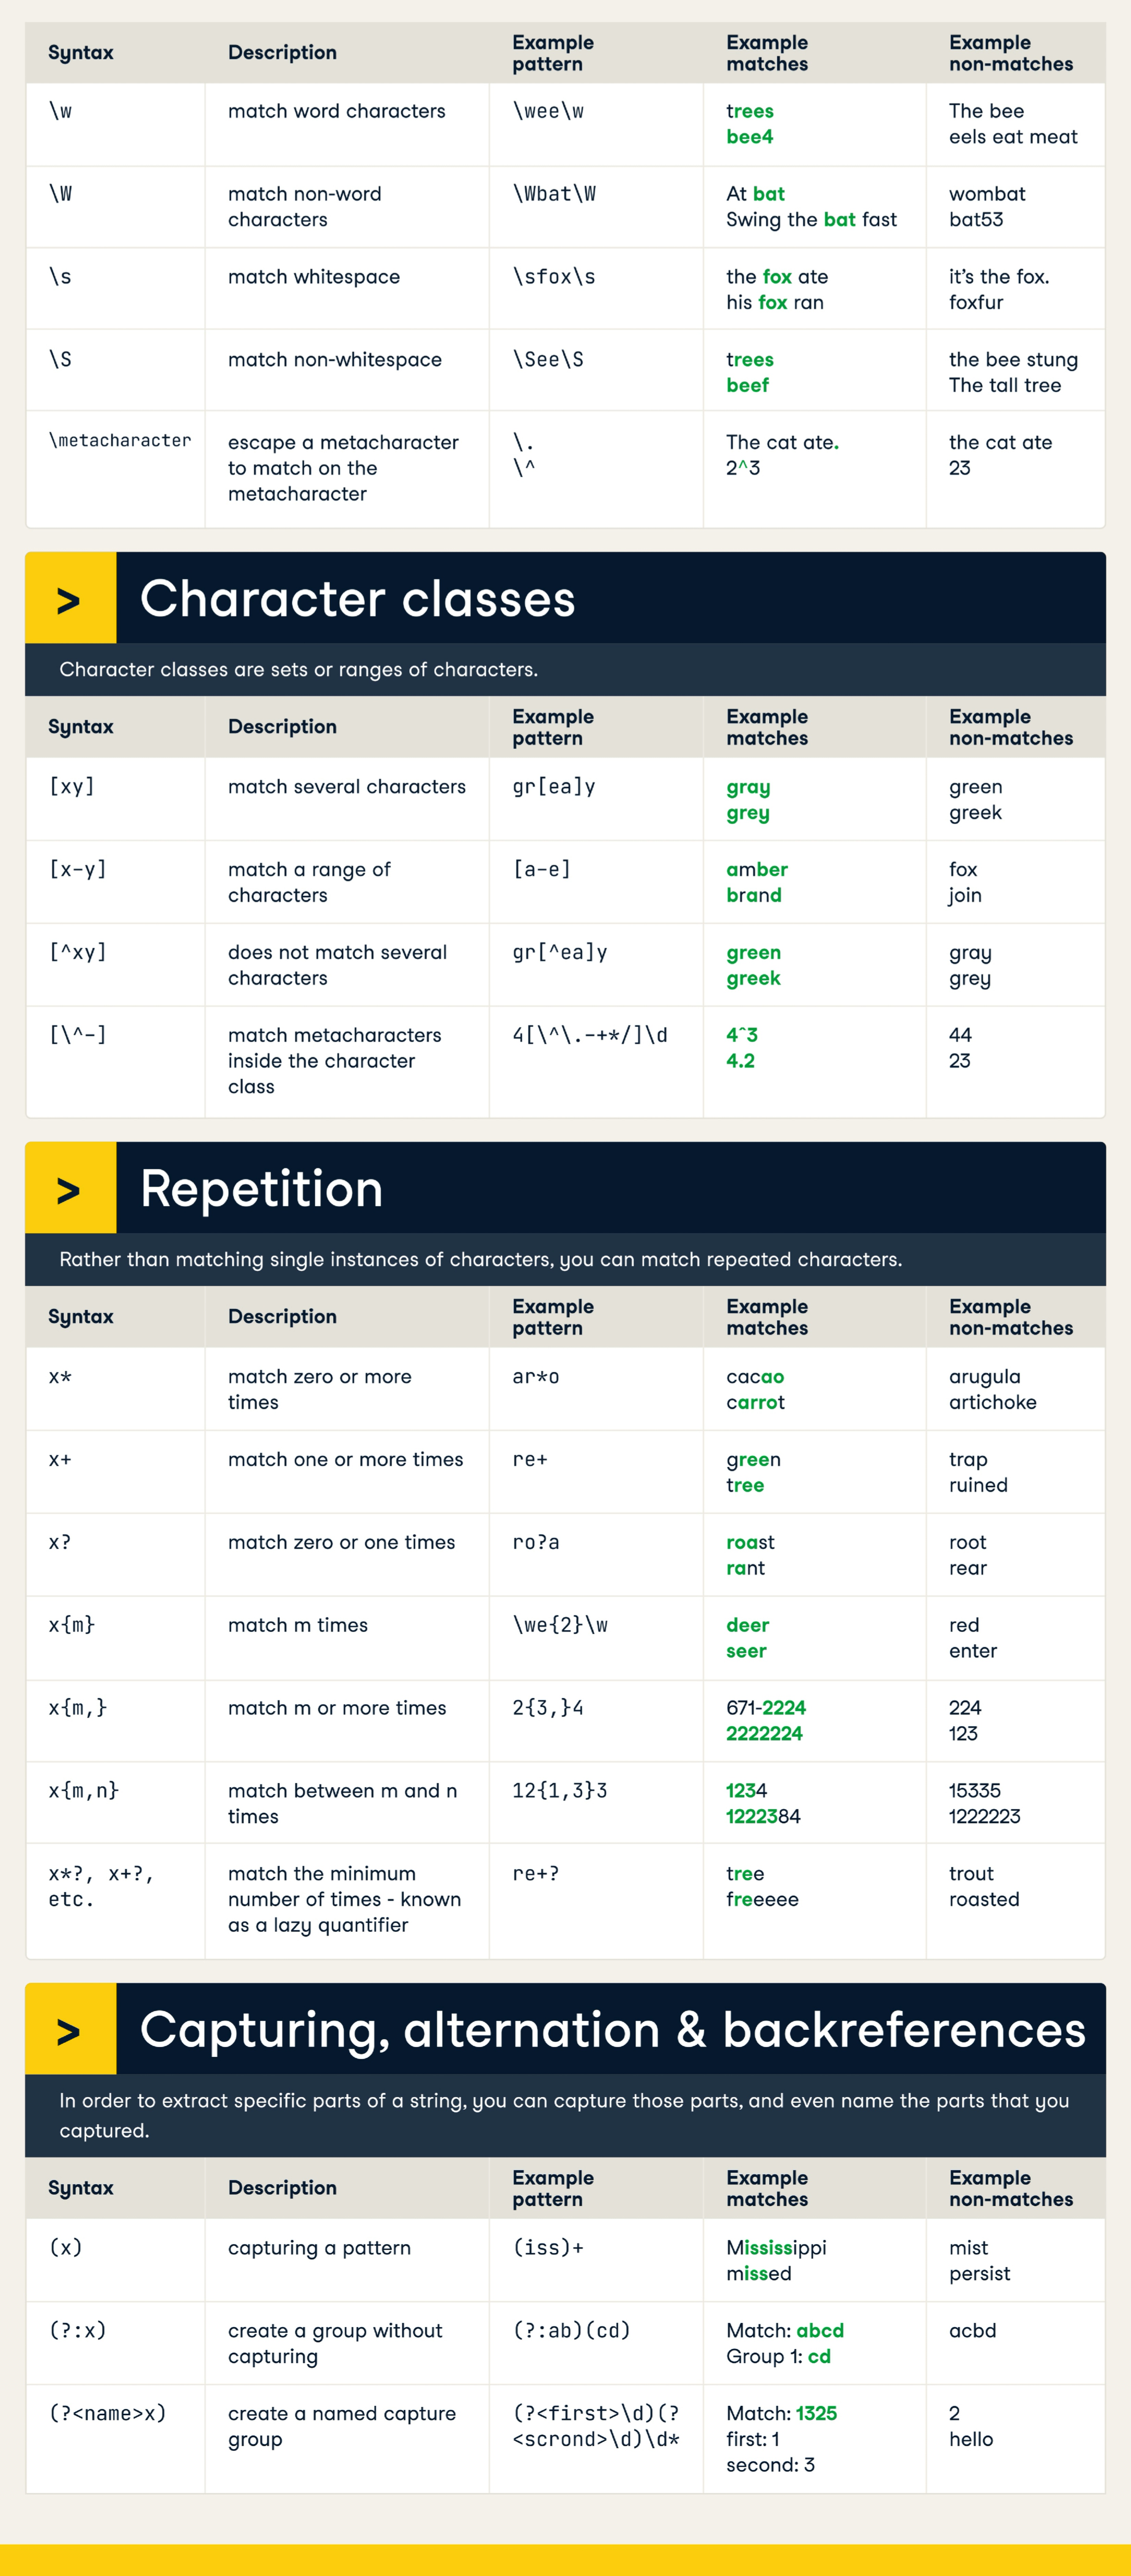 Syntax Description Example pattern Example matches Example non-matches
\w match word characters \wee\w trees The bee
bee4 eels eat meat
\W match non-word \Wbat\W At bat wombat
characters Swing the bat fast bat53
\s match whitespace \sfox\s the fox ate it’s the fox.
his fox ran foxfur
\S match non-whitespace \See\S trees the bee stung
beef The tall tree
\metacharacter escape a metacharacter \. The cat ate. the cat ate
to match on the \^ 2^3 23
metacharacter
> Character classes
Character classes are sets or ranges of characters.
Syntax Description Example pattern Example matches Example non-matches
[xy] match several characters gr[ea]y gray green
grey greek
[x-y] match a range of [a-e] amber fox
characters brand join
[^xy] does not match several gr[^ea]y green gray
characters greek grey
[\^-] match metacharacters 4[\^\.-+*/]\d 4^3 44
inside the character 4.2 23
class
> Repetition
Rather than matching single instances of characters, you can match repeated characters.
Syntax Description Example pattern Example matches Example non-matches
x* match zero or more ar*o cacao arugula
times carrot artichoke
x+ match one or more times re+ green trap
tree ruined
x? match zero or one times ro?a roast root
rant rear
x{m} match m times \we{2}\w deer red
seer enter
x{m,} match m or more times 2{3,}4 671-2224 224
2222224 123
x{m,n} match between m and n 12{1,3}3 1234 15335
times 1222384 1222223
x*?, x+?, match the minimum re+? tree trout
etc. number of times - known freeeee roasted
as a lazy quantifier
> Capturing, alternation & backreferences
In order to extract specific parts of a string, you can capture those parts, and even name the parts that you
captured.
Syntax Description Example pattern Example matches Example non-matches
(x) capturing a pattern (iss)+ Mississippi mist
missed persist
(?:x) create a group without (?:ab)(cd) Match: abcd acbd
capturing Group 1: cd
(?<name>x) create a named capture (?<first>\d)(? Match: 1325 2
group <scrond>\d)\d* first: 1 hello
second: 3